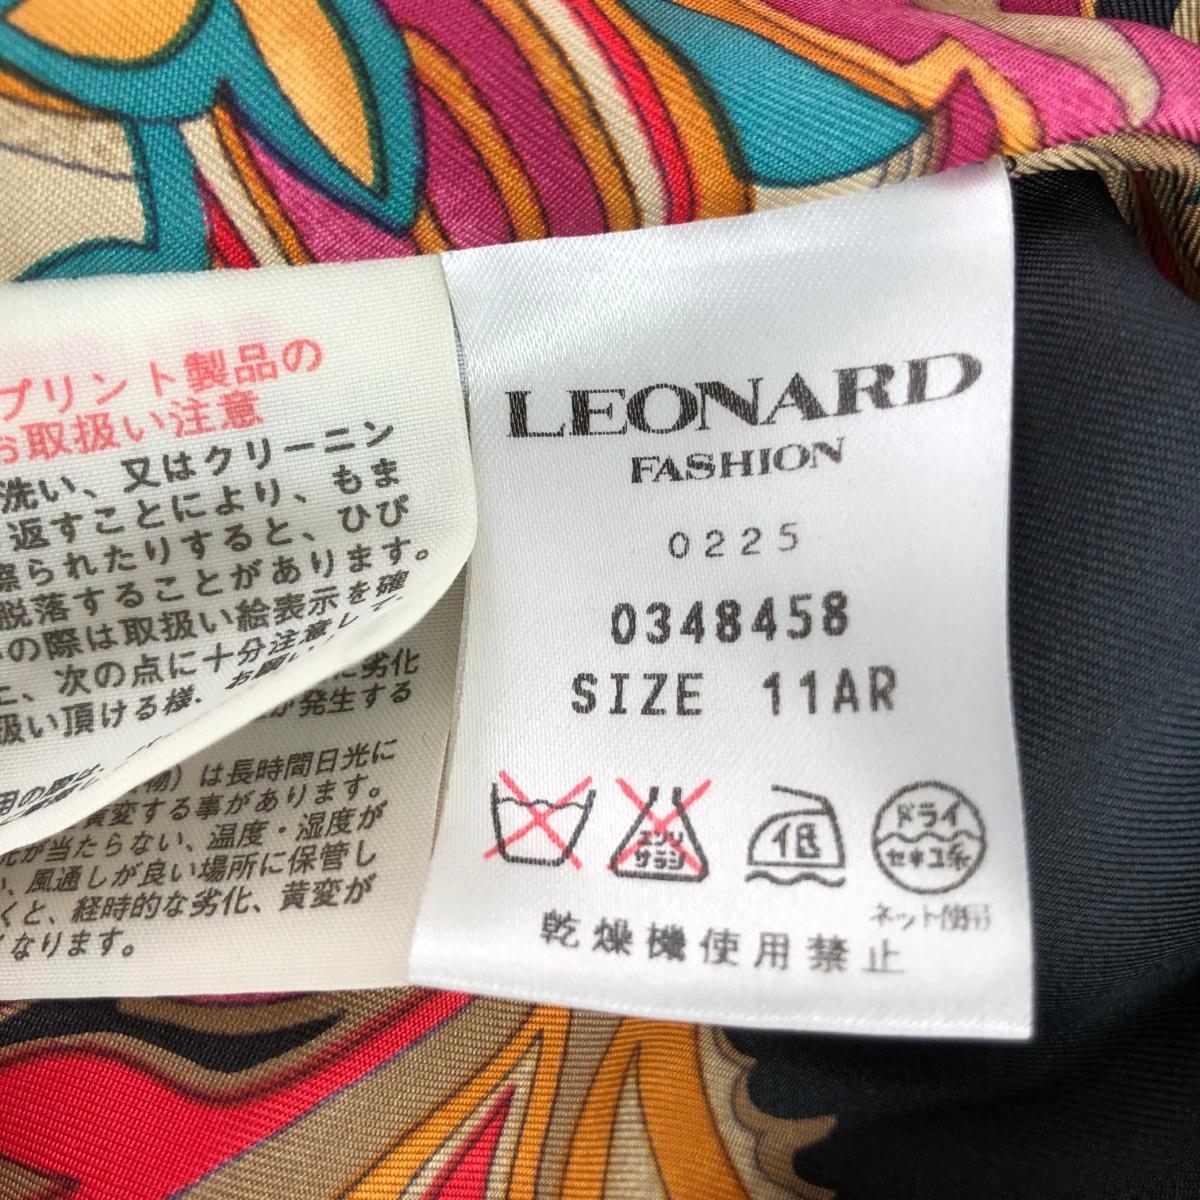 プリント製品の
お取扱い注意
洗い、又はクリーニン
返すことにより、もま
られたりすると、ひび
脱落することがあります。
の際は取扱い絵表示を確
、次の点に十分注意して、
扱い頂ける様、お願い
に劣化
が発生する
物）は長時間日光に
黄変する事があります。
が当たらない、温度・湿度が
、風通しが良い場所に保管し
くと、経時的な劣化、黄変が
くなります。
LEONARD
FASHION
0225
0348458
SIZE 11AR
エンソ
サラシ
低
ドライ
セキユ系
ネット使用
乾燥機使用禁止